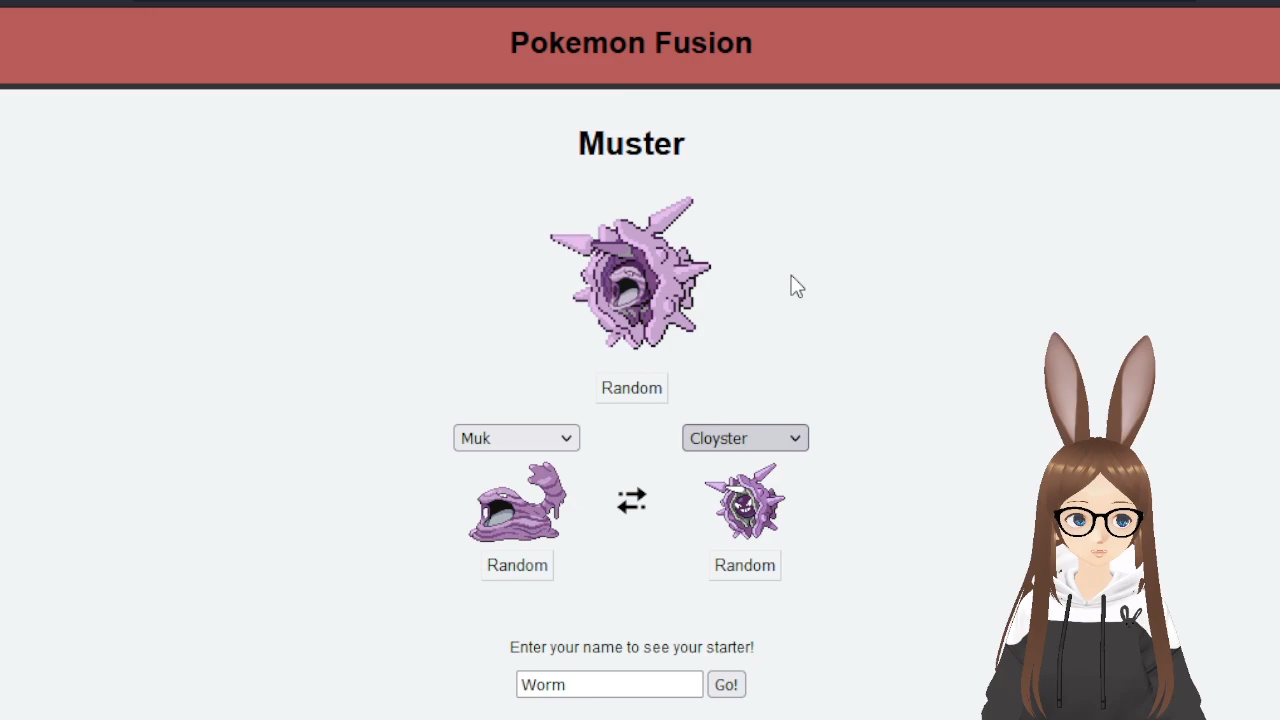 Pokemon Fusion
Muster
Random
Muk
Cloyster
Random
Random
Enter your name to see your starter!
Worm
Go!